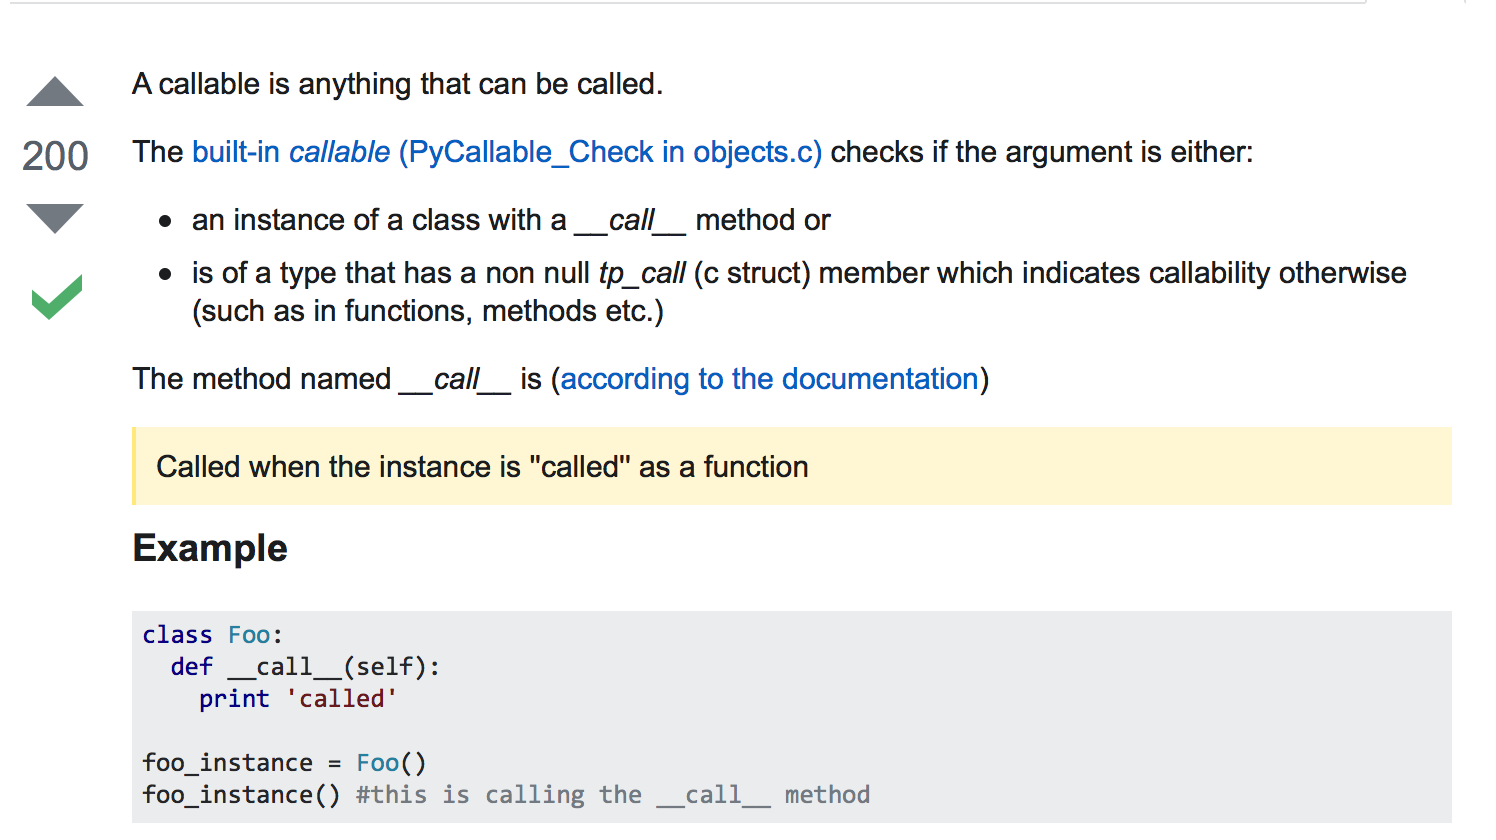 A callable is anything that can be called.
200
The built-in callable (PyCallable_Check in objects.c) checks if the argument is either:
• an instance of a class with a __call__ method or
• is of a type that has a non null tp_call (c struct) member which indicates callability otherwise
(such as in functions, methods etc.)
The method named __call__ is (according to the documentation)
Called when the instance is "called" as a function
Example
class Foo:
  def __call__(self):
    print 'called'

foo_instance = Foo()
foo_instance() #this is calling the __call__ method